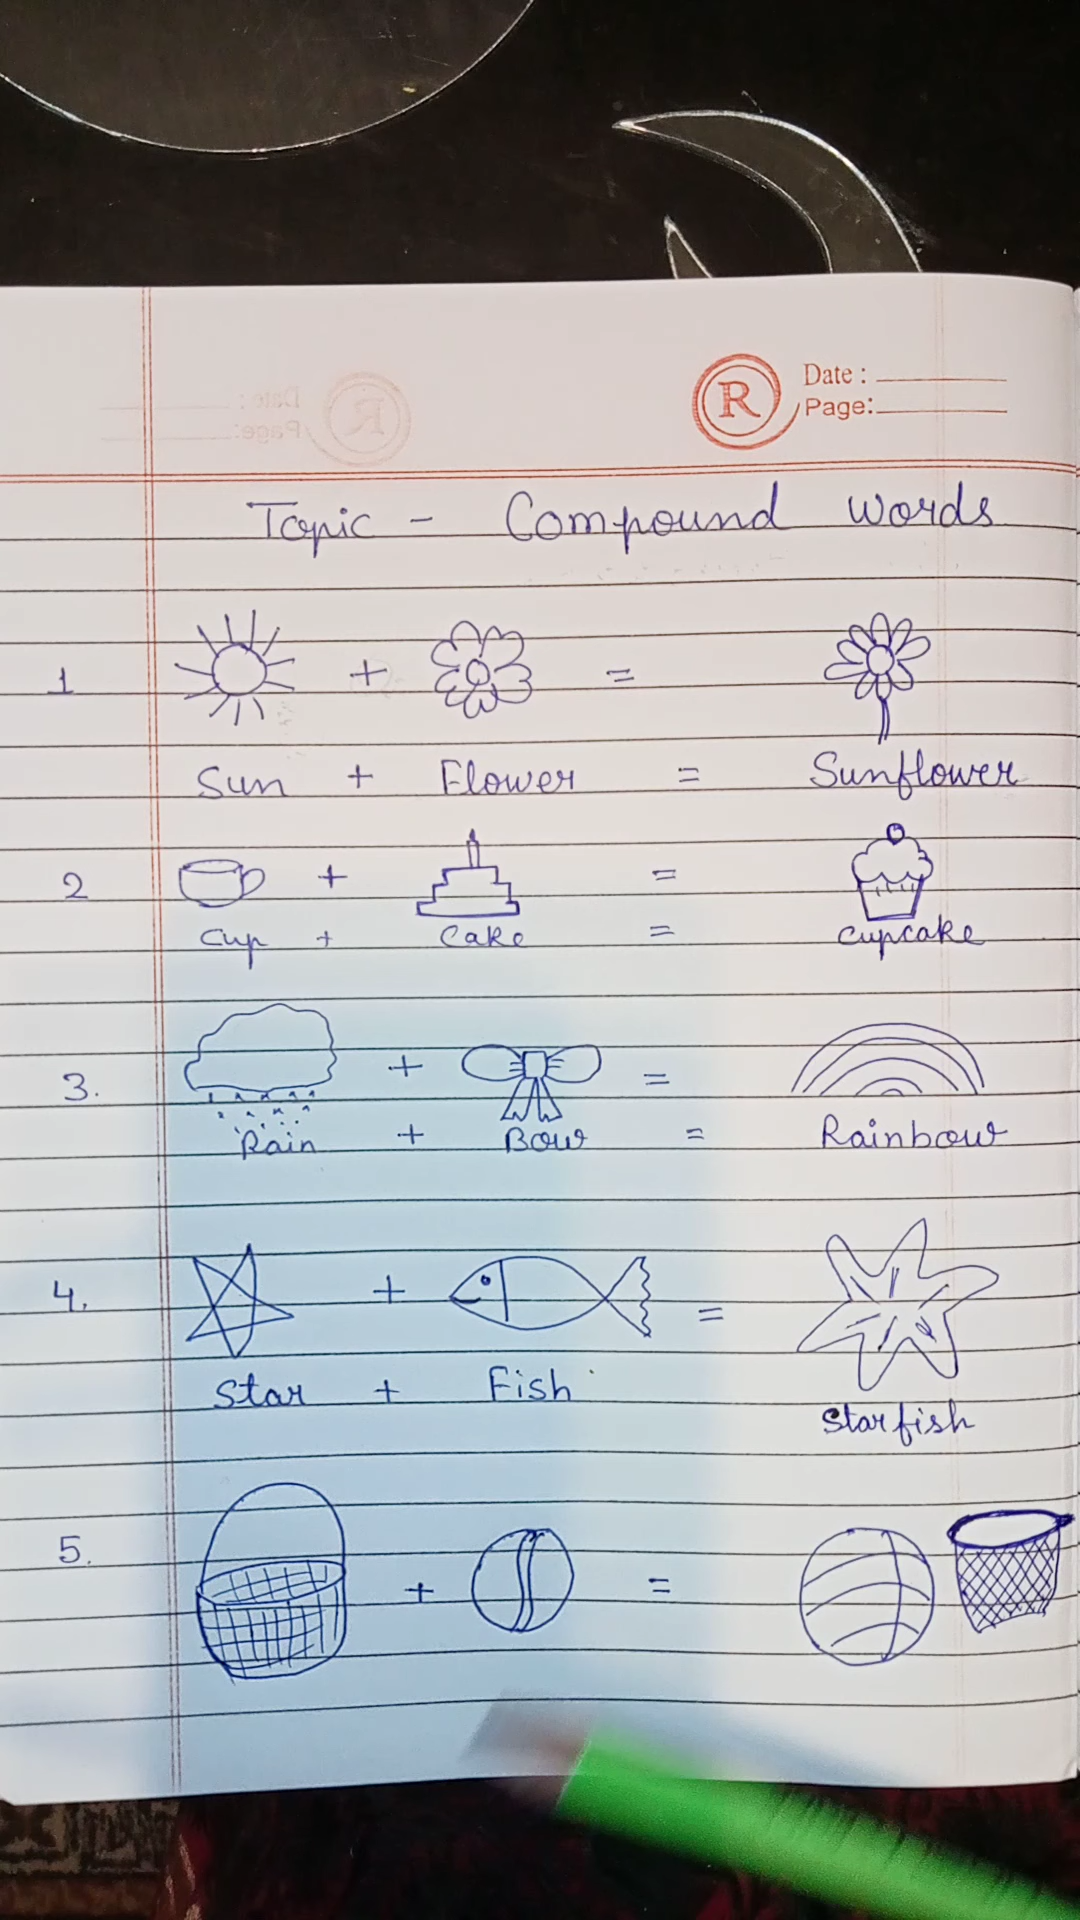 R Date :
Page:
Topic - Compound Words
1 + =
Sun + Flower = Sunflower
2 + =
Cup + Cake = Cupcake
3. + =
Rain + Bow = Rainbow
4. + =
Star + Fish
Starfish
5. + =